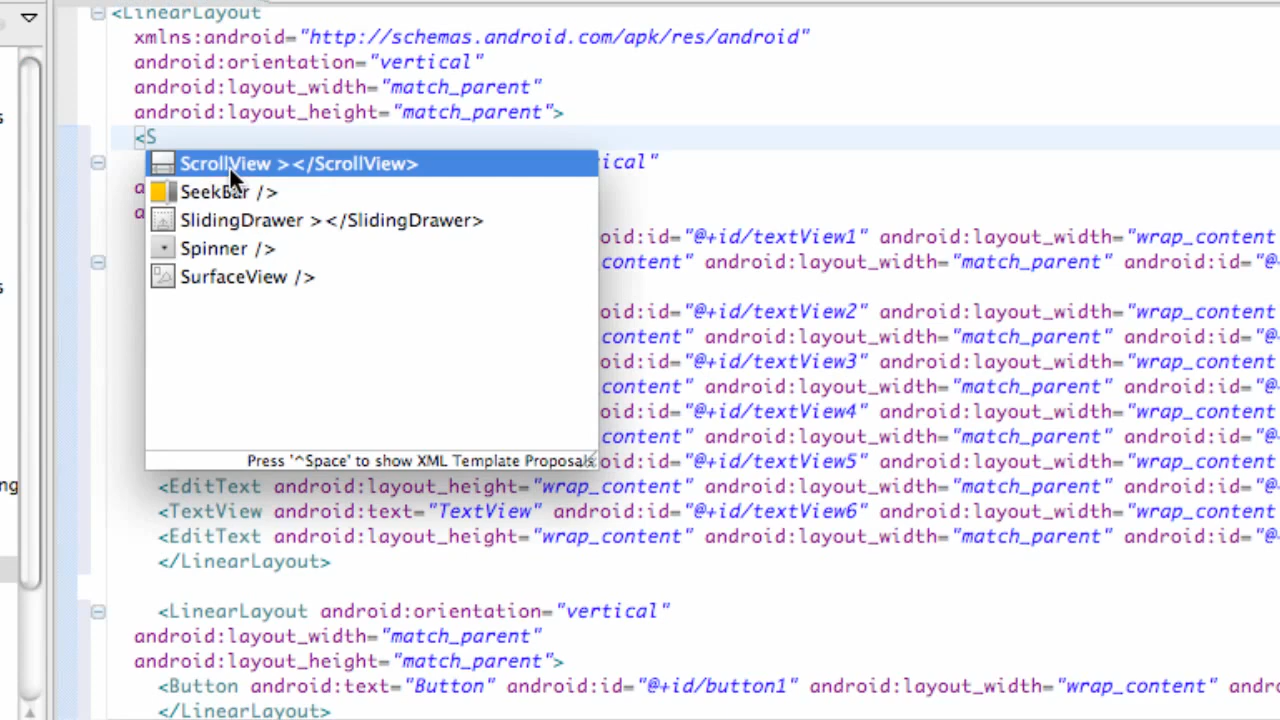 <LinearLayout
xmlns:android="http://schemas.android.com/apk/res/android"
android:orientation="vertical"
android:layout_width="match_parent"
android:layout_height="match_parent">
<S
ScrollView ></ScrollView>
ical"
SeekBar />
a
a
SlidingDrawer ></SlidingDrawer>
oid:id="@+id/textView1" android:layout_width="wrap_content
Spinner />
content" android:layout_width="match_parent" android:id="@
SurfaceView />
oid:id="@+id/textView2" android:layout_width="wrap_content
content" android:layout_width="match_parent" android:id="@
oid:id="@+id/textView3" android:layout_width="wrap_content
content" android:layout_width="match_parent" android:id="@
oid:id="@+id/textView4" android:layout_width="wrap_content
content" android:layout_width="match_parent" android:id="@
Press '^Space' to show XML Template Proposals
oid:id="@+id/textView5" android:layout_width="wrap_content
ng
<EditText android:layout_height="wrap_content" android:layout_width="match_parent" android:id="@
<TextView android:text="TextView" android:id="@+id/textView6" android:layout_width="wrap_content
<EditText android:layout_height="wrap_content" android:layout_width="match_parent" android:id="@
</LinearLayout>
<LinearLayout android:orientation="vertical"
android:layout_width="match_parent"
android:layout_height="match_parent">
<Button android:text="Button" android:id="@+id/button1" android:layout_width="wrap_content" andro
</LinearLayout>